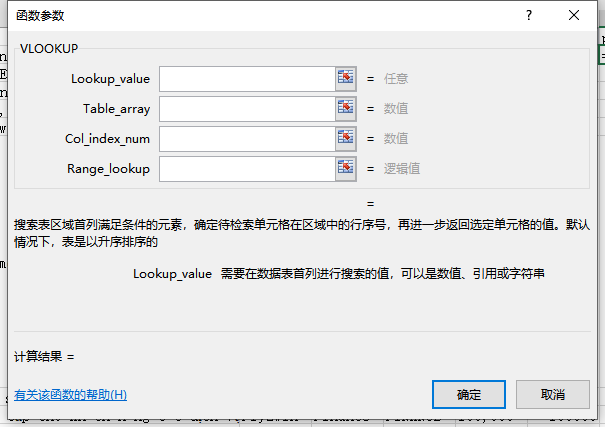 函数参数
VLOOKUP
Lookup_value = 任意
Table_array = 数值
Col_index_num = 数值
Range_lookup = 逻辑值
=
搜索表区域首列满足条件的元素，确定待检索单元格在区域中的行序号，再进一步返回选定单元格的值。默认
情况下，表是以升序排序的
Lookup_value 需要在数据表首列进行搜索的值，可以是数值、引用或字符串
计算结果 =
有关该函数的帮助(H)
确定 取消